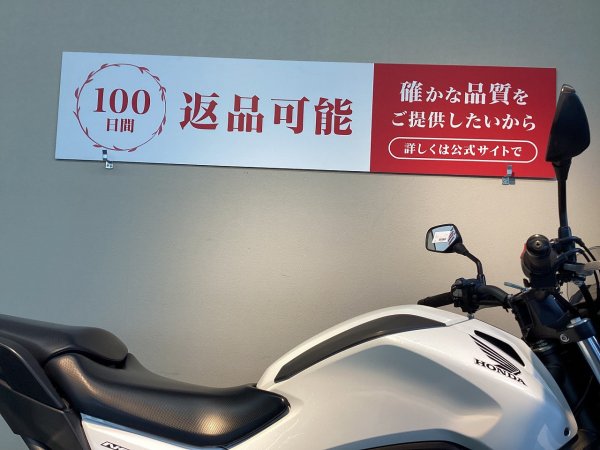 100
日間
返品可能
確かな品質を
ご提供したいから
詳しくは公式サイトで
HONDA